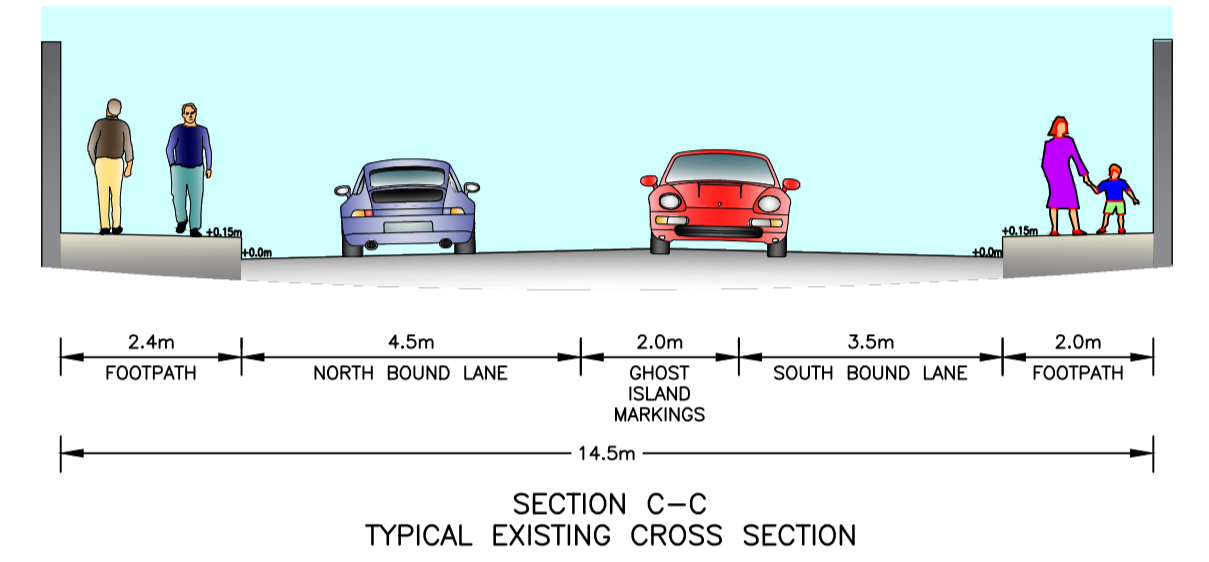 +0.15m
+0.0m
+0.15m
+0.0m
2.4m
FOOTPATH
4.5m
NORTH BOUND LANE
2.0m
GHOST
ISLAND
MARKINGS
3.5m
SOUTH BOUND LANE
2.0m
FOOTPATH
14.5m
SECTION C-C
TYPICAL EXISTING CROSS SECTION